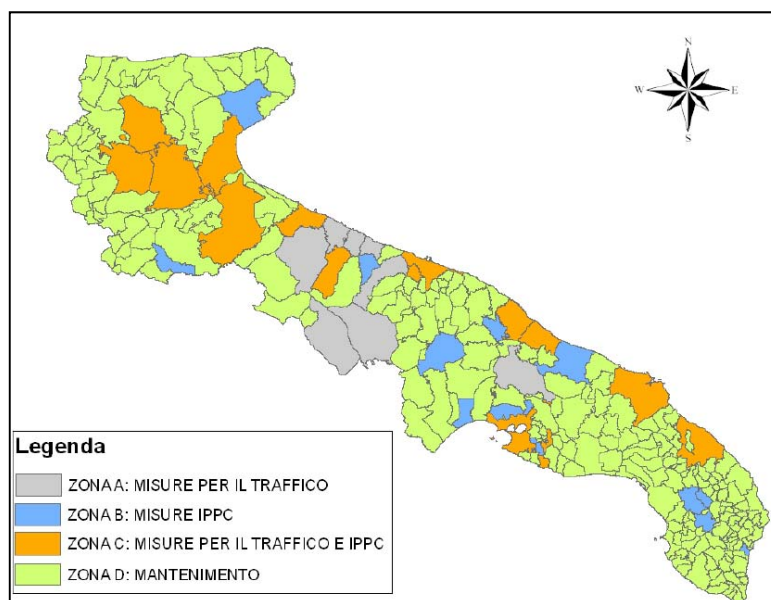 N
W E
S
Legenda
ZONA A: MISURE PER IL TRAFFICO
ZONA B: MISURE IPPC
ZONA C: MISURE PER IL TRAFFICO E IPPC
ZONA D: MANTENIMENTO